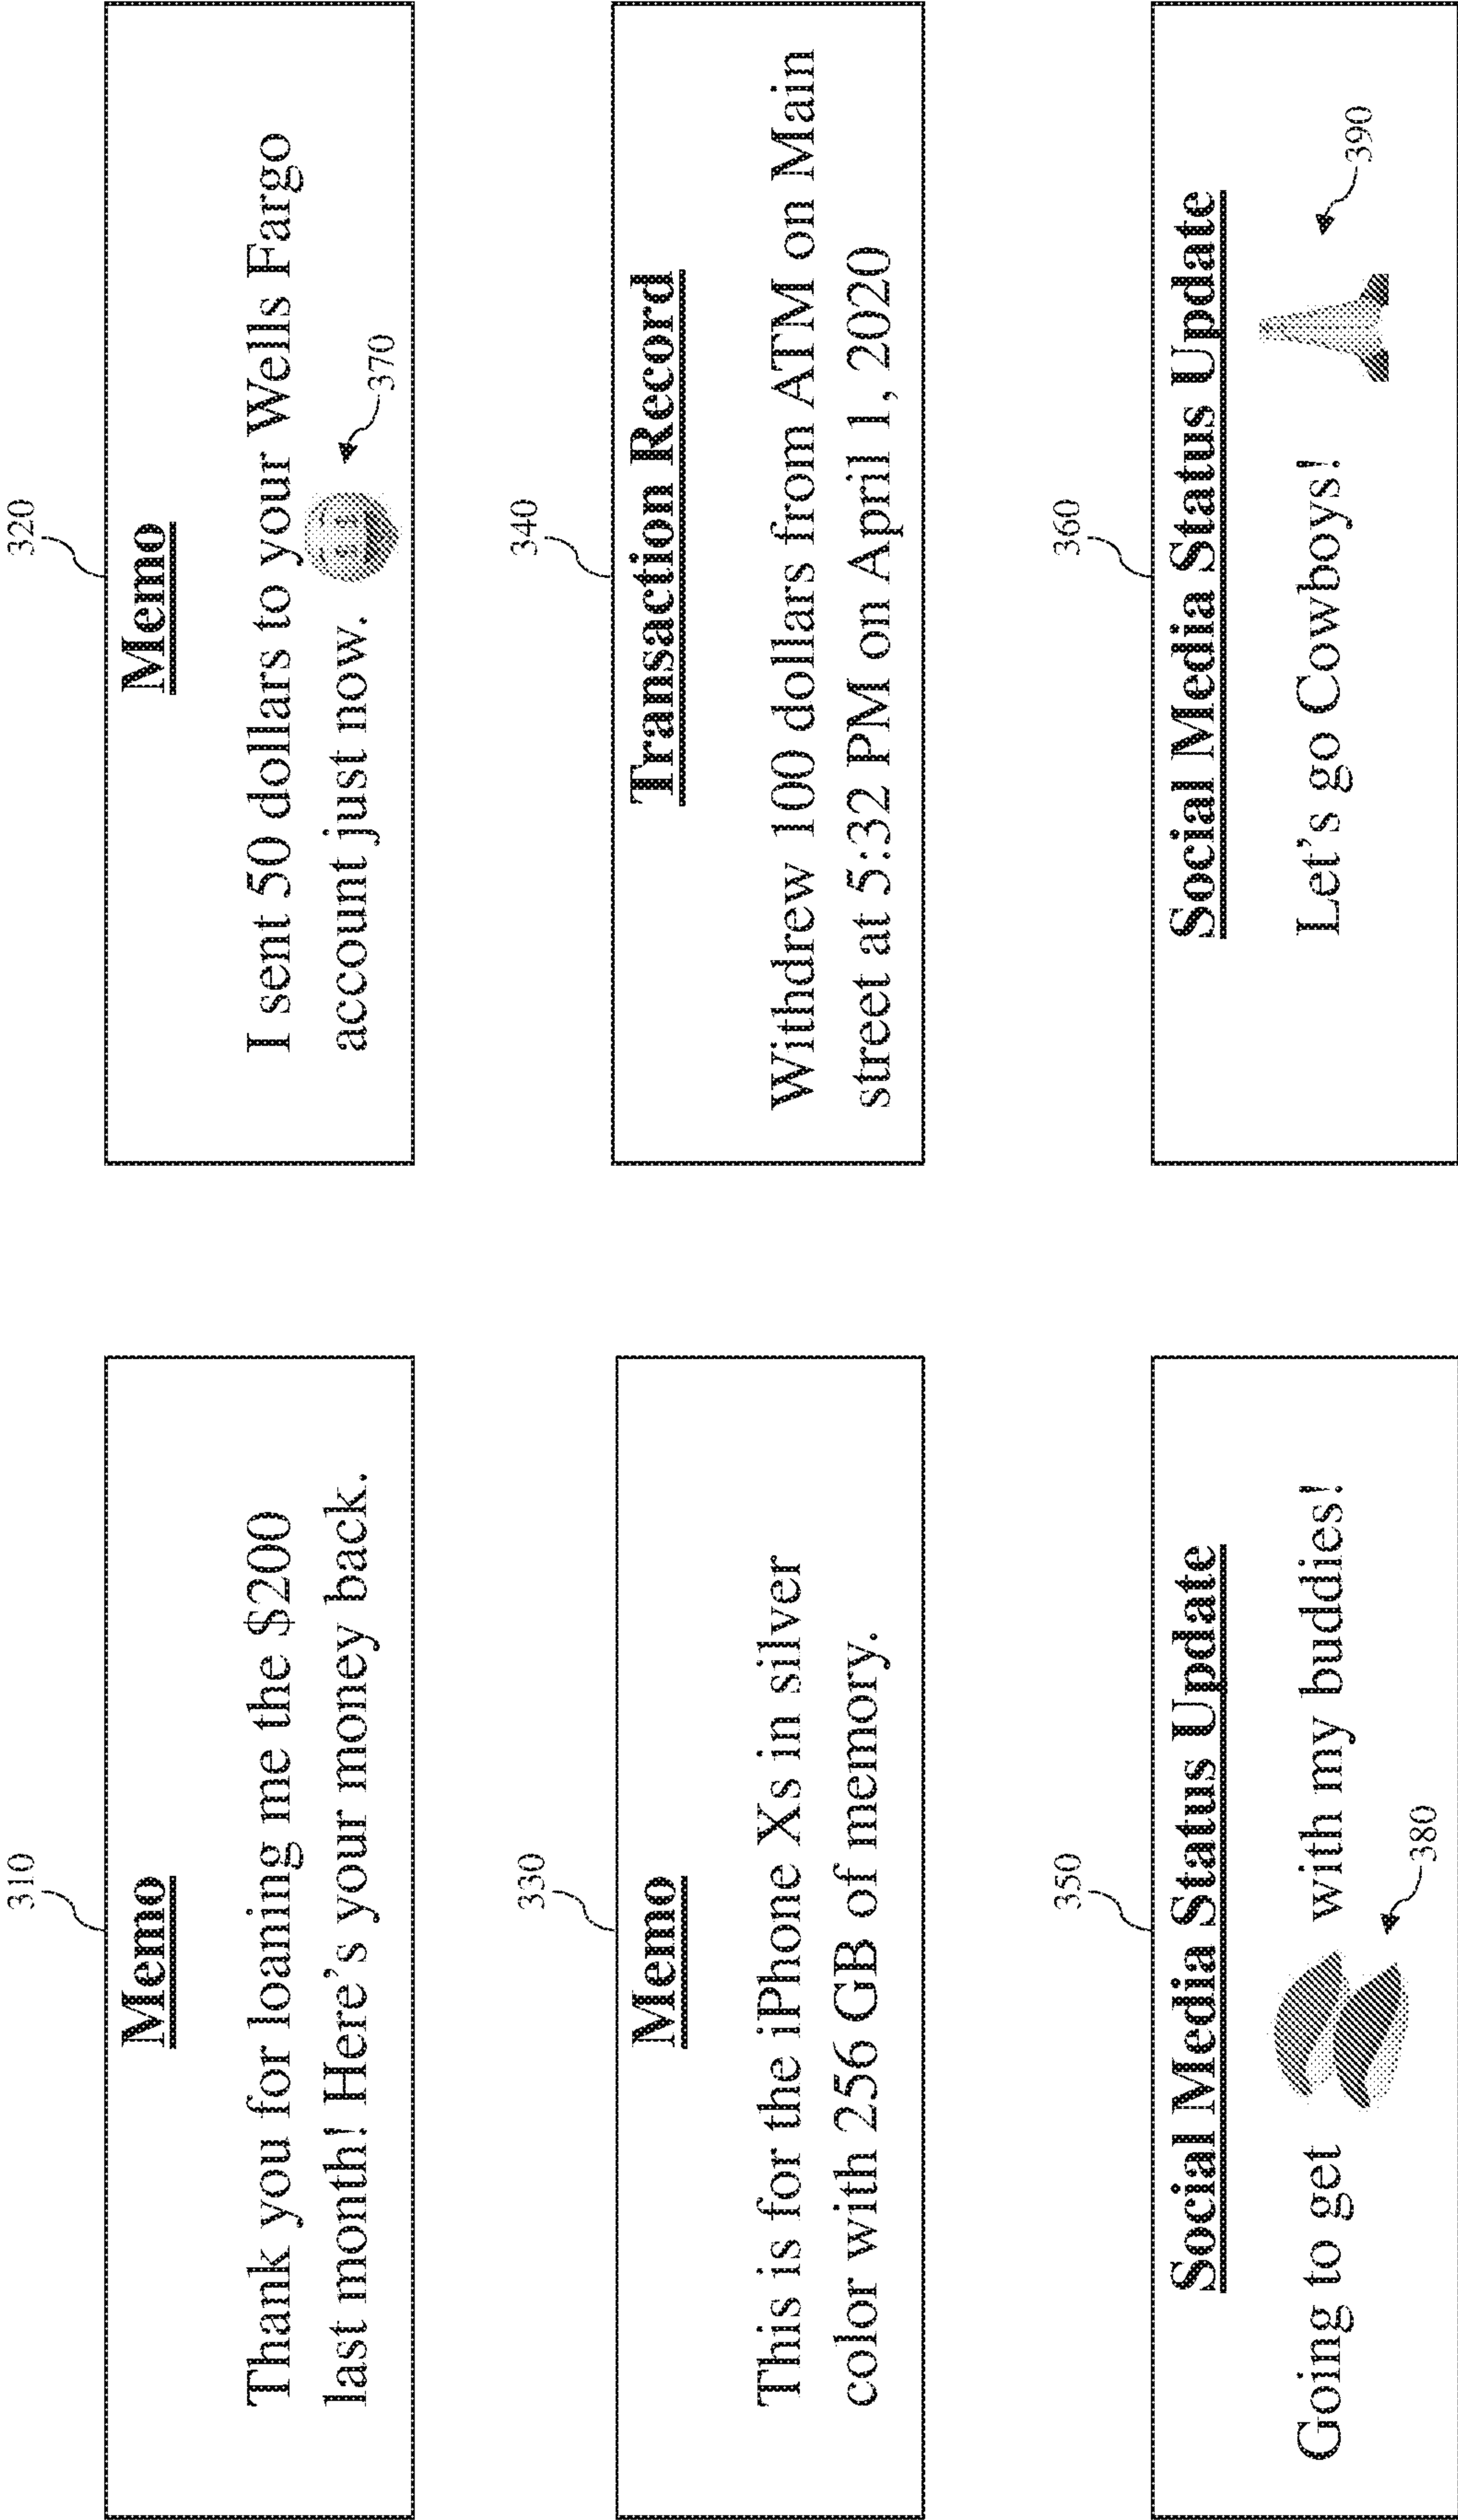 310
Memo
Thank you for loaning me the $200
last month! Here's your money back.
320
Memo
I sent 50 dollars to your Wells Fargo
account just now.
370
330
Memo
This is for the iPhone Xs in silver
color with 256 GB of memory.
340
Transaction Record
Withdrew 100 dollars from ATM on Main
street at 5:32 PM on April 1, 2020
350
Social Media Status Update
Going to get with my buddies!
380
360
Social Media Status Update
Let's go Cowboys!
390